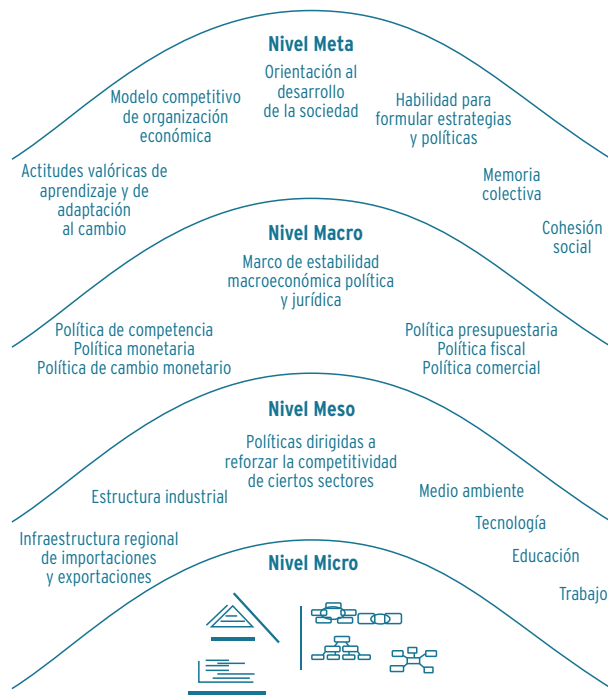 Nivel Meta
Orientación al
desarrollo
de la sociedad
Modelo competitivo
de organización
económica
Habilidad para
formular estrategias
y políticas
Actitudes valóricas de
aprendizaje y de
adaptación
al cambio
Memoria
colectiva
Cohesión
social
Nivel Macro
Marco de estabilidad
macroeconómica política
y jurídica
Política de competencia
Política monetaria
Política de cambio monetario
Política presupuestaria
Política fiscal
Política comercial
Nivel Meso
Políticas dirigidas a
reforzar la competitividad
de ciertos sectores
Estructura industrial
Medio ambiente
Tecnología
Infraestructura regional
de importaciones
y exportaciones
Educación
Trabajo
Nivel Micro